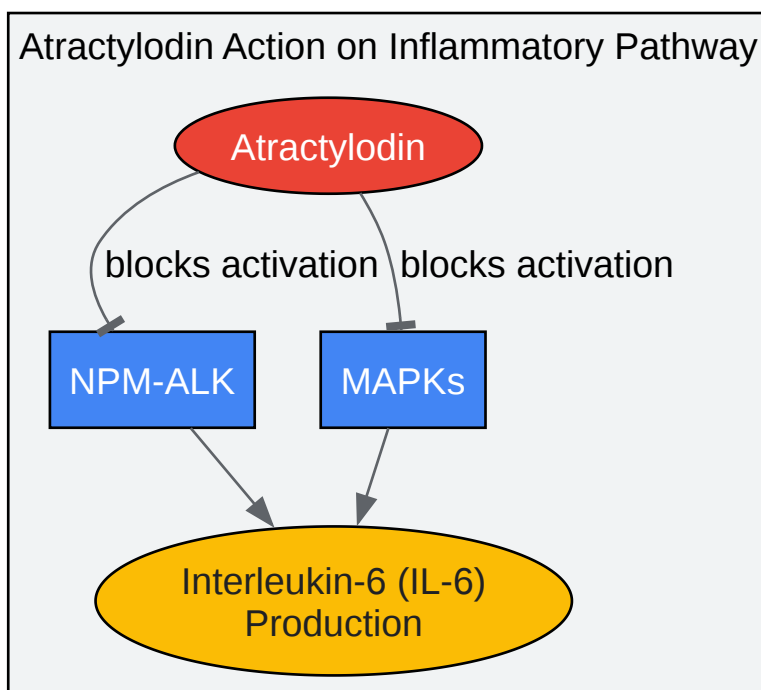 Atractylodin Action on Inflammatory Pathway
Atractylodin
blocks activation
blocks activation
NPM-ALK
MAPKs
Interleukin-6 (IL-6)
Production